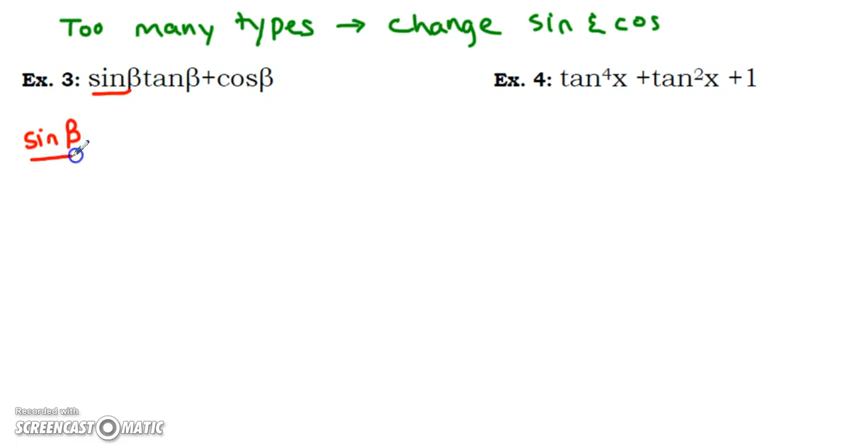 Too many types → change sin & cos
Ex. 3: sinβtanβ+cosβ
Ex. 4: tan⁴x +tan²x +1
sin β
Recorded with
SCREENCAST-O-MATIC